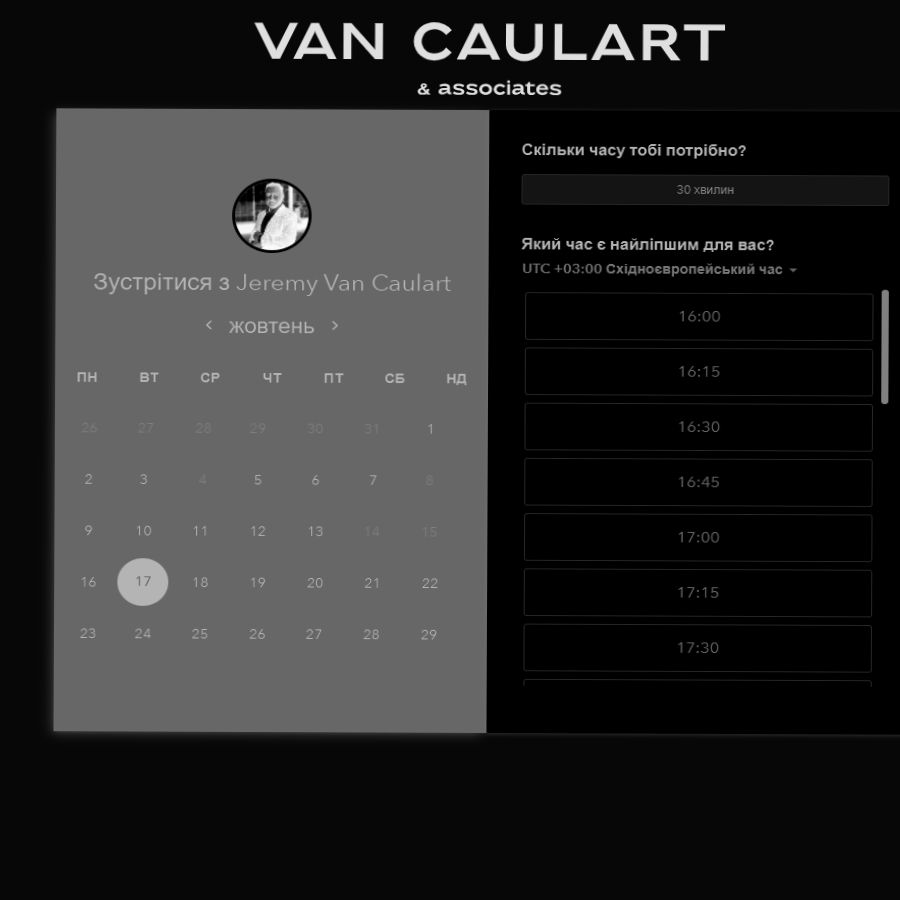 VAN CAULART
& associates
Зустрітися з Jeremy Van Caulart
жовтень
ПН ВТ СР ЧТ ПТ СБ НД
26 27 28 29 30 31 1
2 3 4 5 6 7 8
9 10 11 12 13 14 15
16 17 18 19 20 21 22
23 24 25 26 27 28 29
Скільки часу тобі потрібно?
30 хвилин
Який час є найліпшим для вас?
UTC +03:00 Східноєвропейський час
16:00
16:15
16:30
16:45
17:00
17:15
17:30